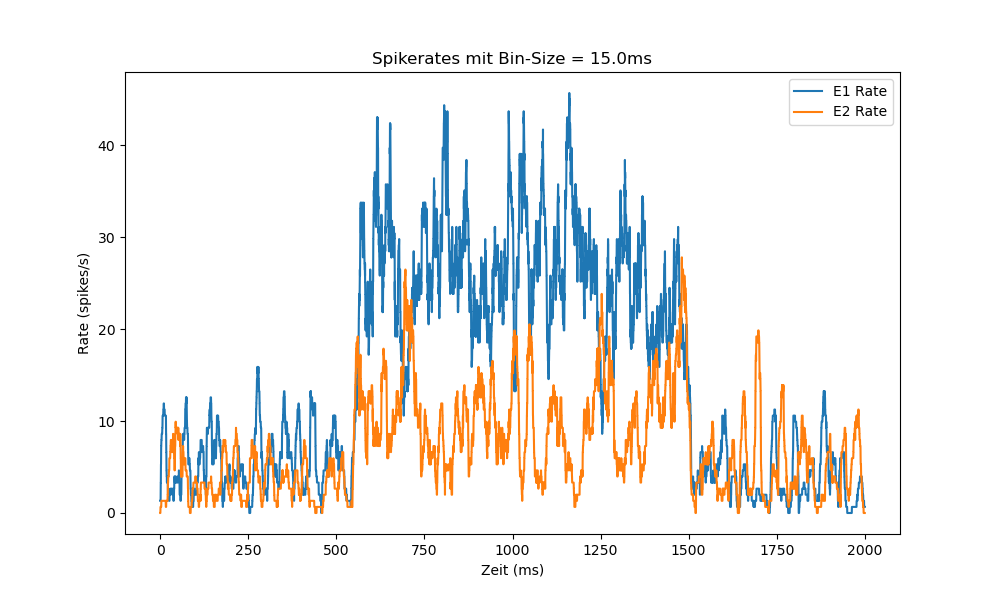 Spikerates mit Bin-Size = 15.0ms
E1 Rate
E2 Rate
Rate (spikes/s)
40
30
20
10
0
0 250 500 750 1000 1250 1500 1750 2000
Zeit (ms)